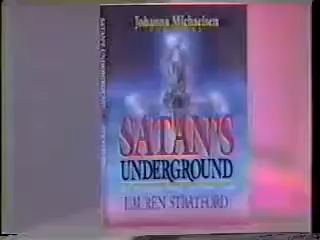 Johanna Michaelsen
SATAN'S
UNDERGROUND
LAUREN STRATFORD